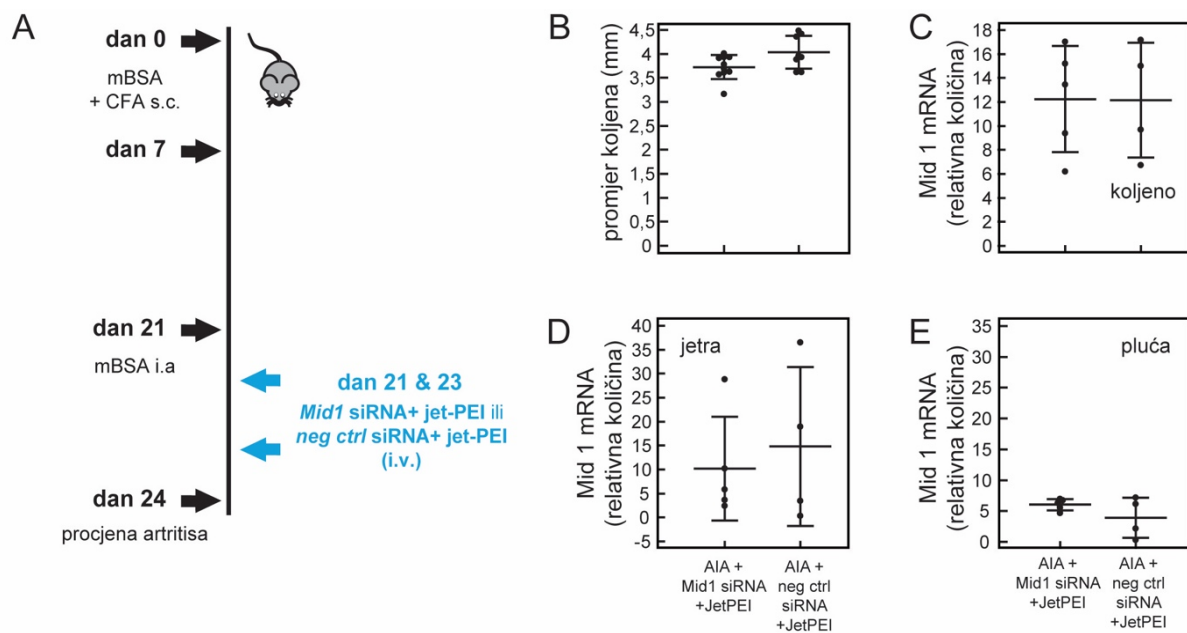 A
dan 0
mBSA
+ CFA s.c.
dan 7
dan 21
mBSA i.a
dan 21 & 23
Mid1 siRNA+ jet-PEI ili
neg ctrl siRNA+ jet-PEI
(i.v.)
dan 24
procjena artritisa
B
promjer koljena (mm)
4,5
4
3,5
3
2,5
2
1,5
1
0,5
0
C
Mid 1 mRNA
(relativna količina)
18
16
14
12
10
8
6
4
2
0
koljeno
D
Mid 1 mRNA
(relativna količina)
40
35
30
25
20
15
10
5
0
-5
jetra
AIA +
Mid1 siRNA
+JetPEI
AIA +
neg ctrl
siRNA
+JetPEI
E
Mid 1 mRNA
(relativna količina)
35
30
25
20
15
10
5
0
pluća
AIA +
Mid1 siRNA
+JetPEI
AIA +
neg ctrl
siRNA
+JetPEI